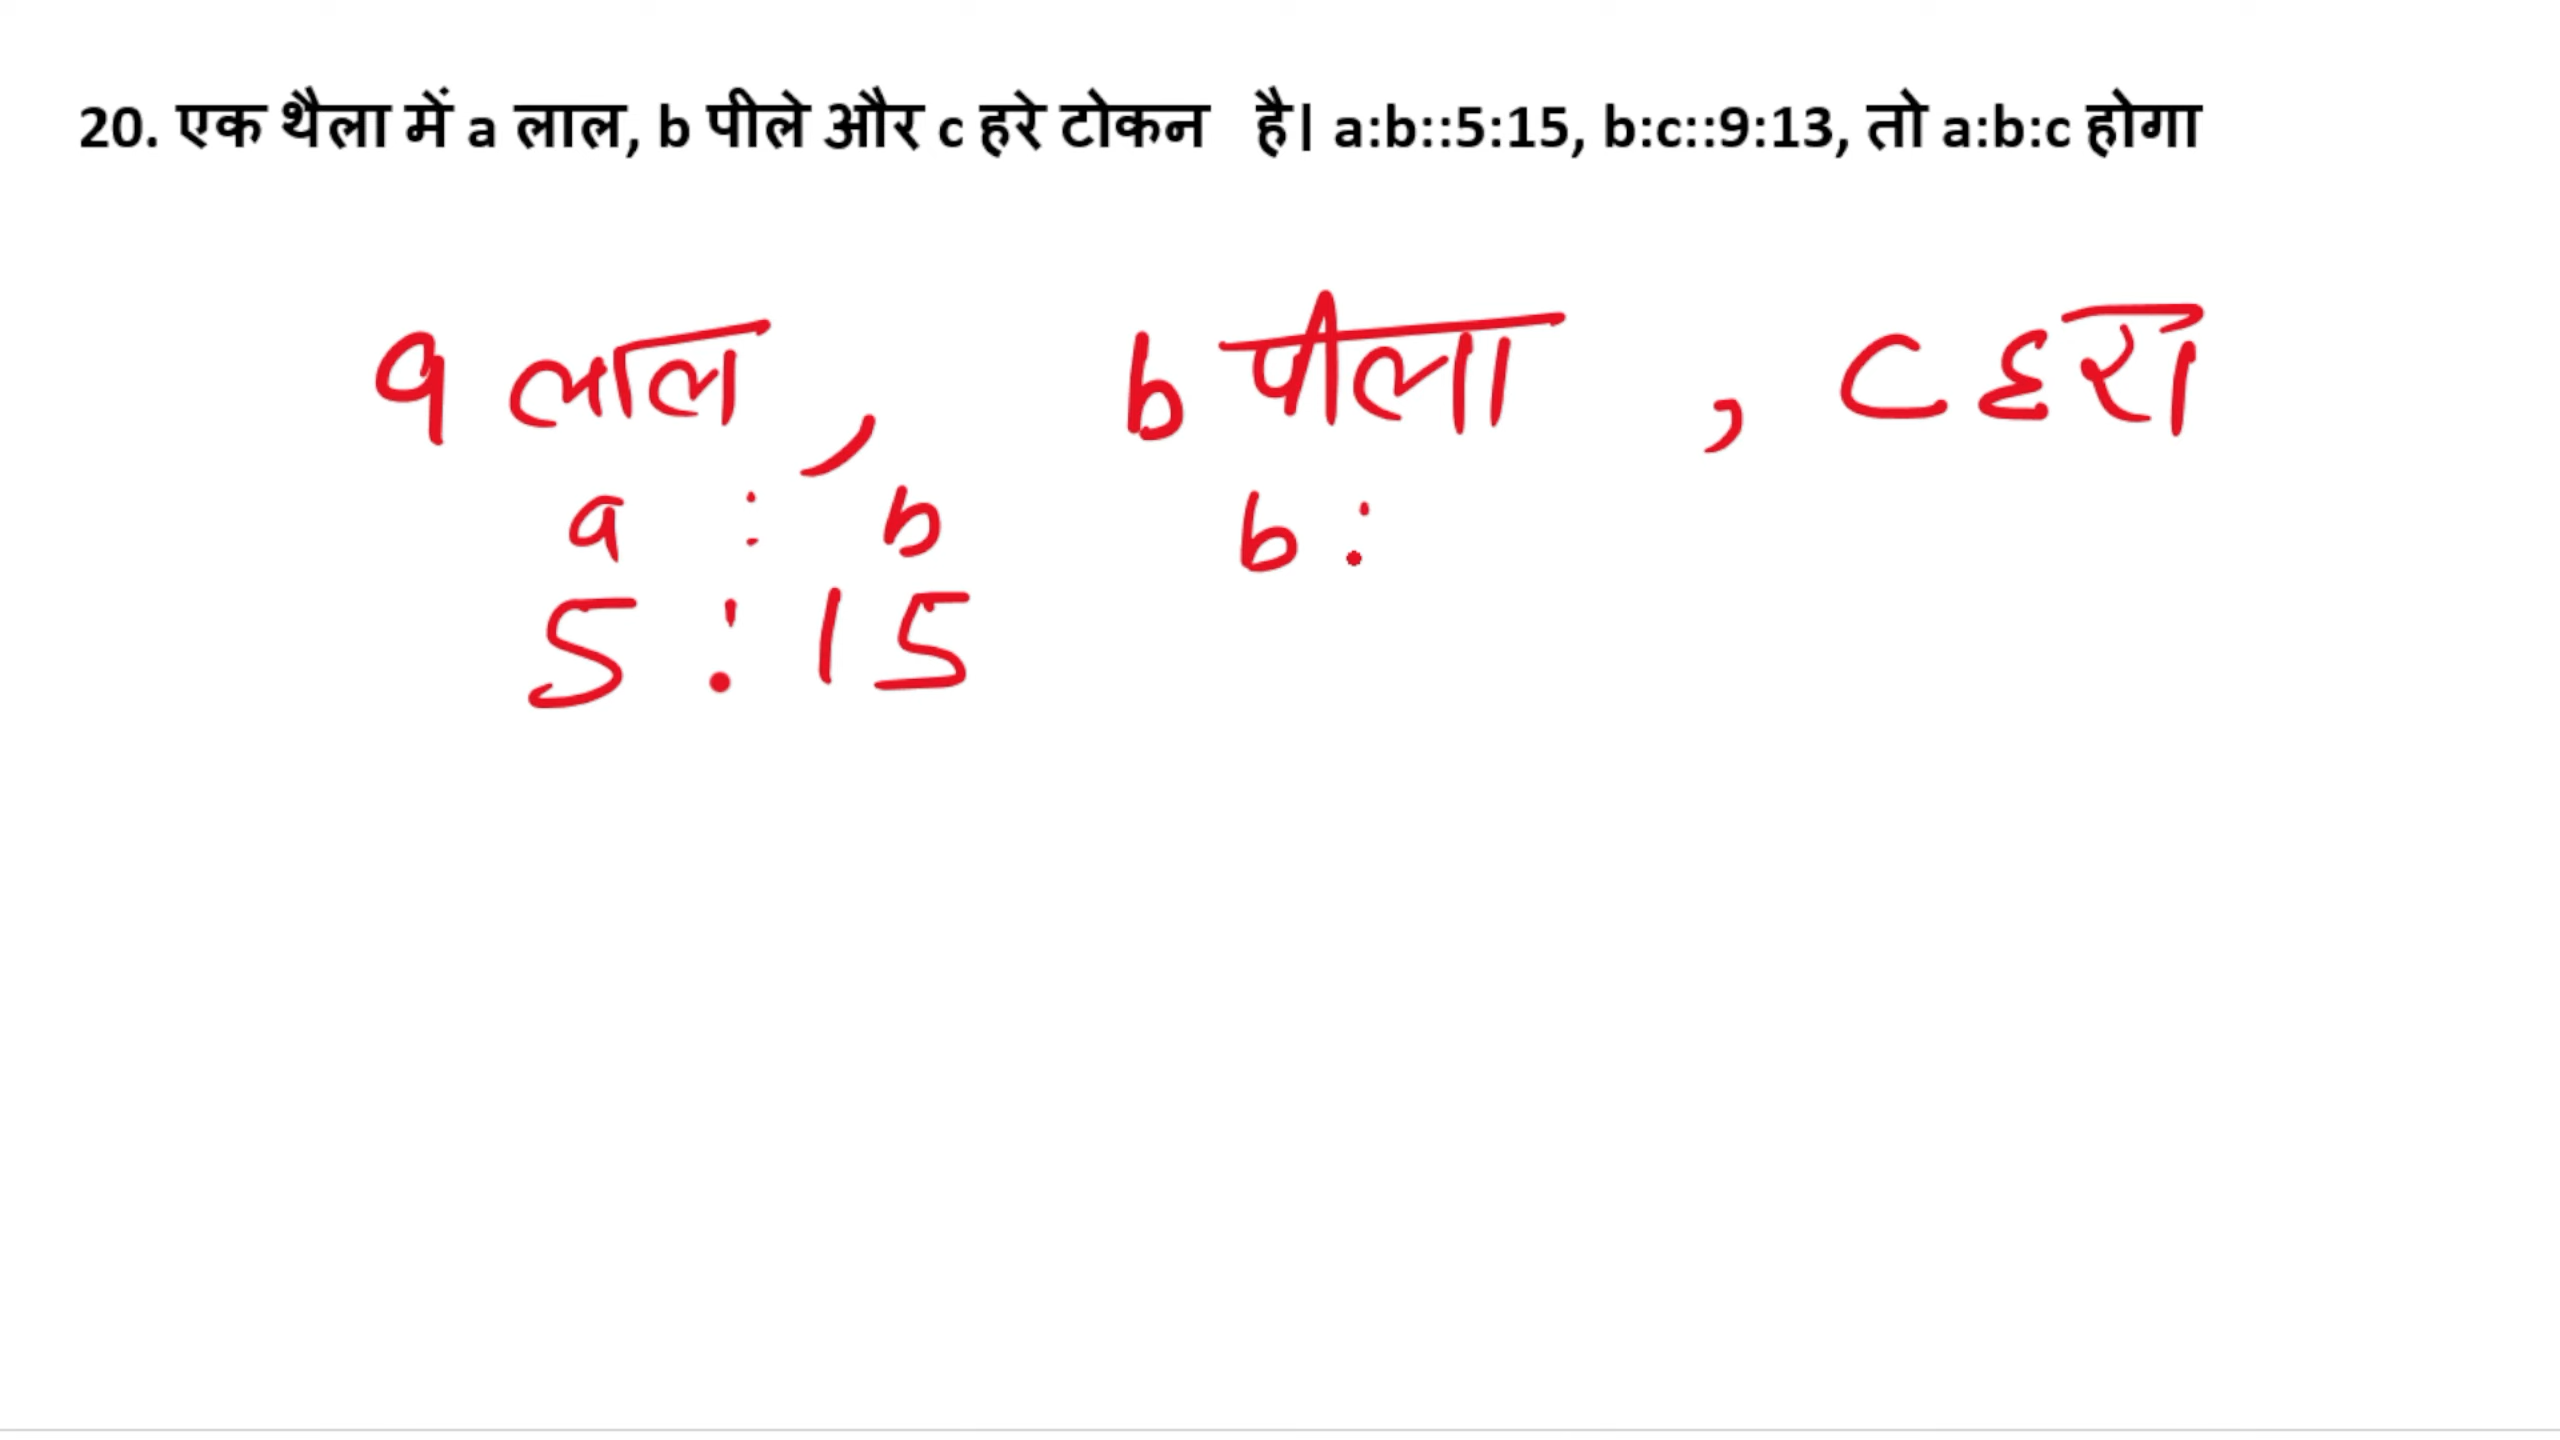 20. एक थैला में a लाल, b पीले और c हरे टोकन है। a:b::5:15, b:c::9:13, तो a:b:c होगा
a लाल, b पीला, c हरा
a : b b :
5 : 15